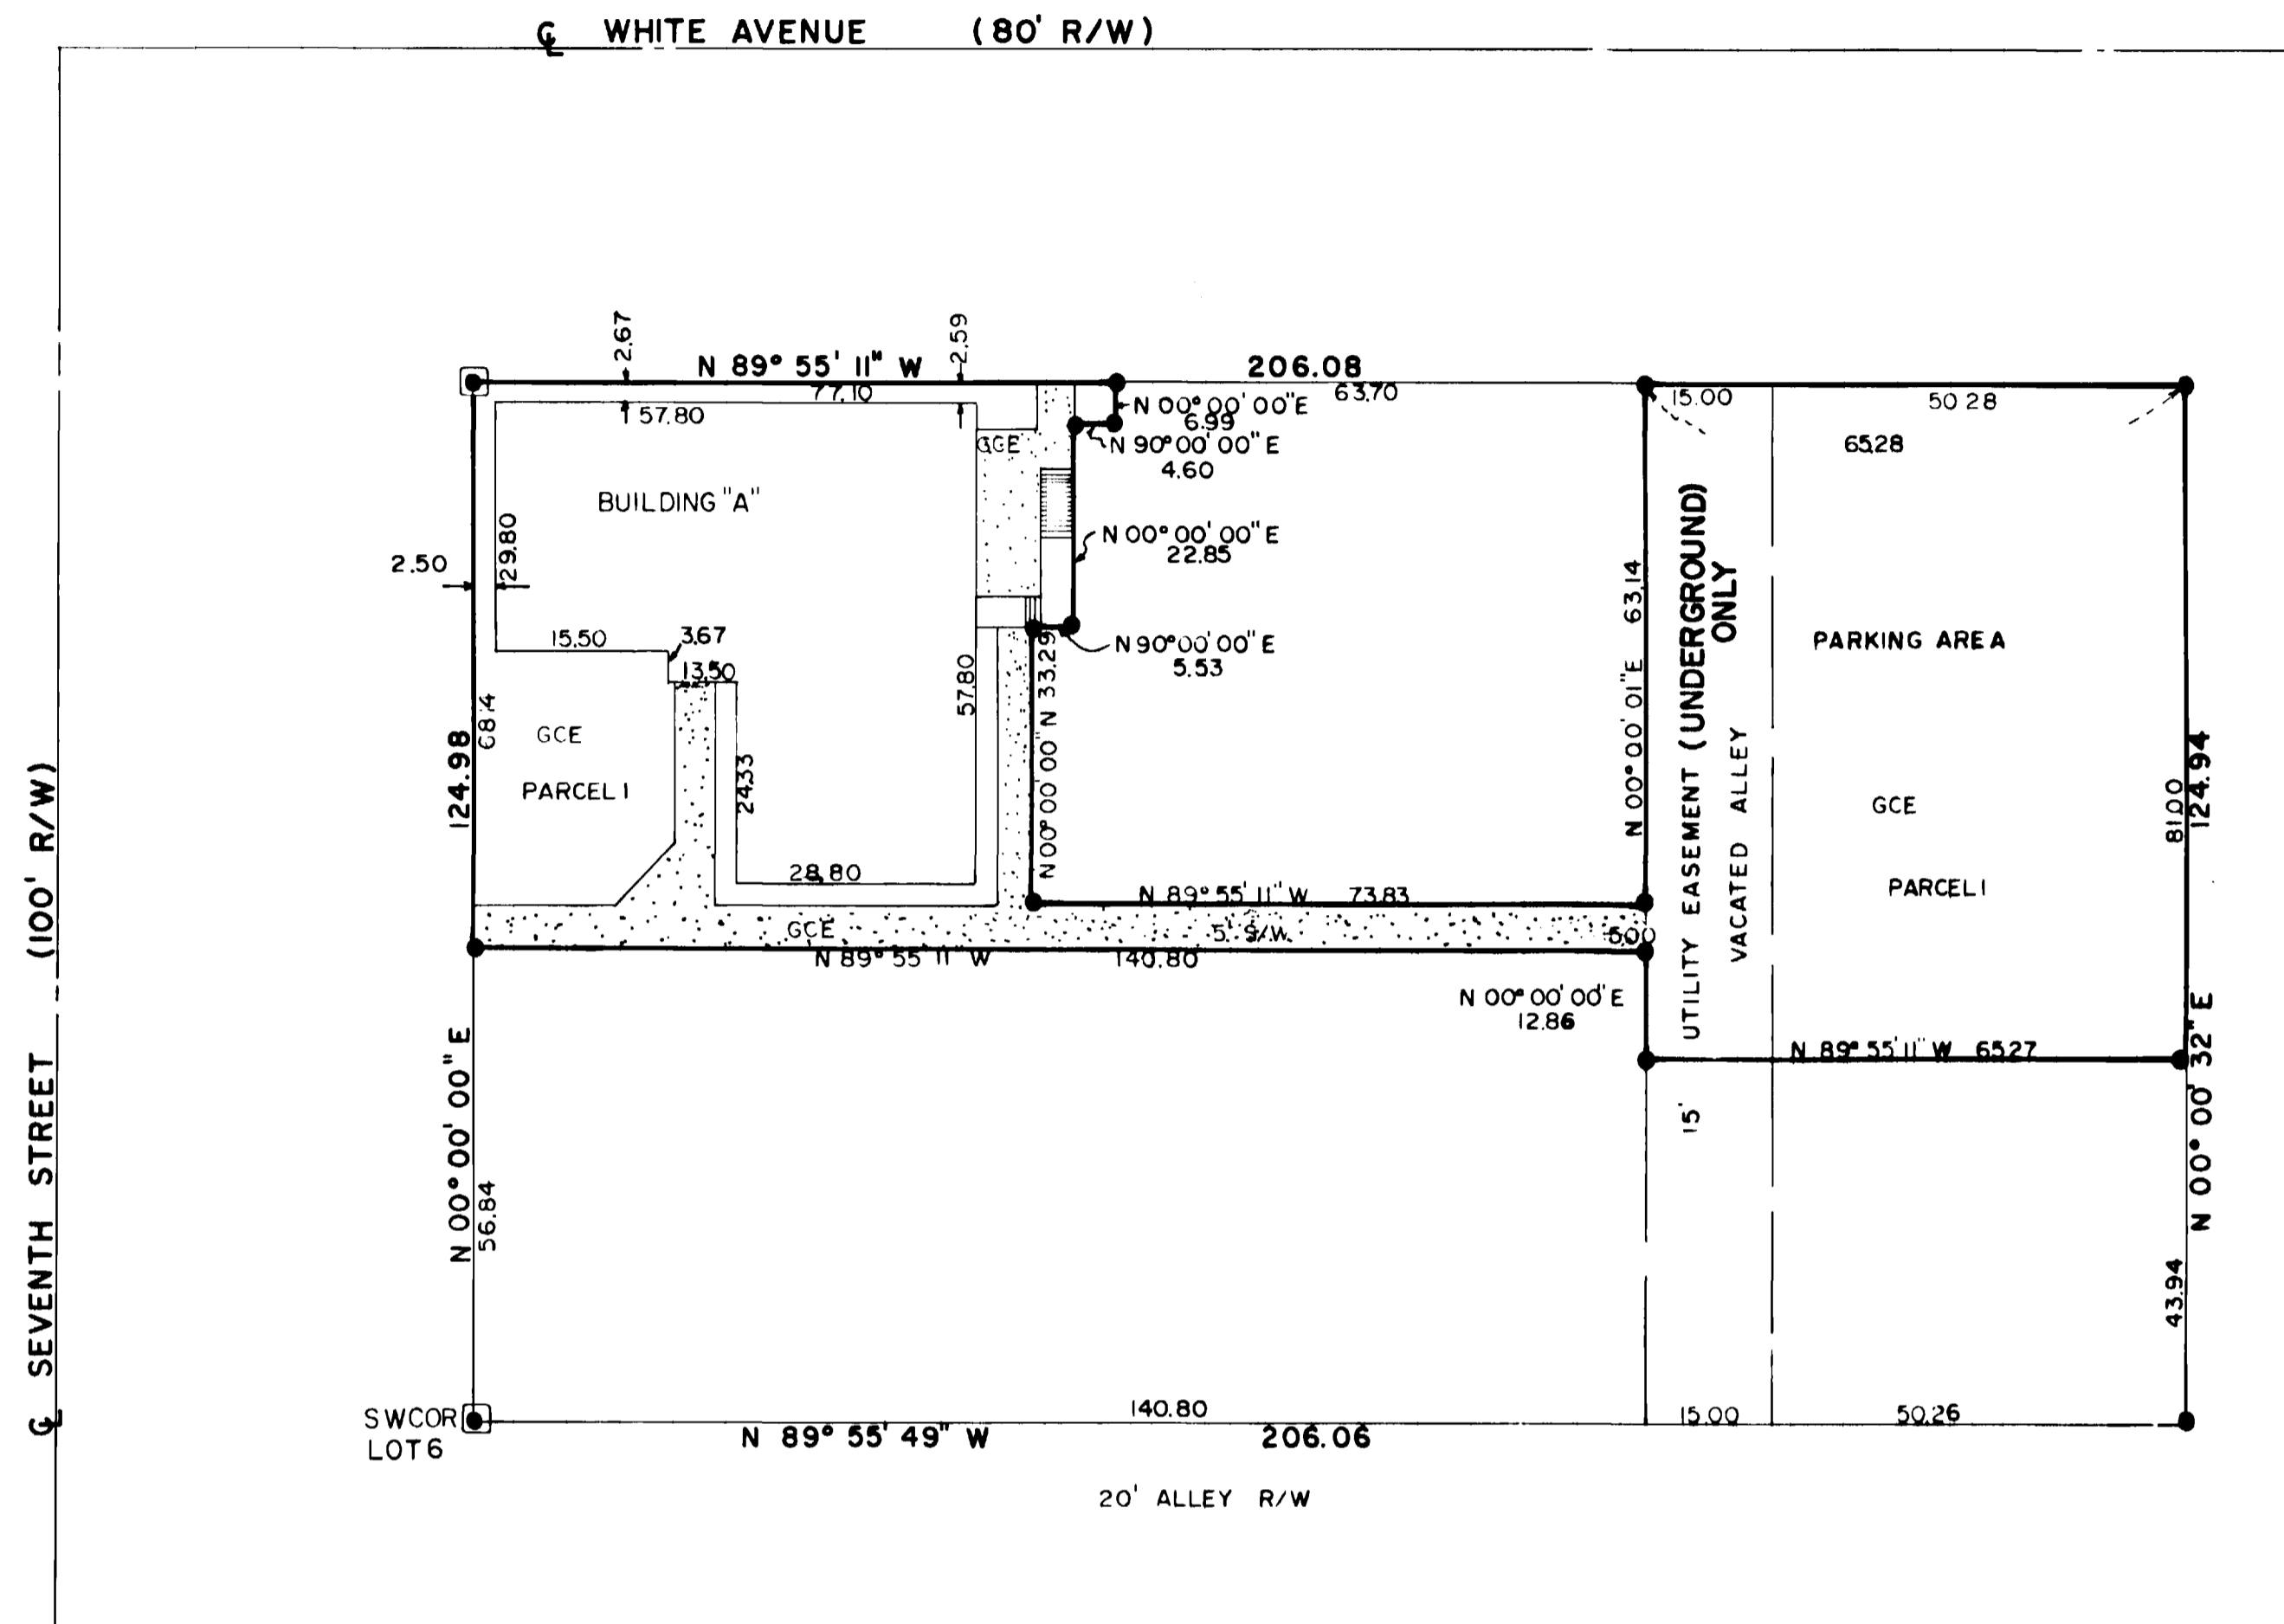 ℄ WHITE AVENUE (80' R/W)
2.67
2.59
N 89° 55' 11" W
206.08
77.10
63.70
15.00
50 28
57.80
N 00° 00' 00" E
6.99
GCE
N 90° 00' 00" E
4.60
65.28
BUILDING "A"
N 00° 00' 00" E
22.85
2.50
29.80
15.50
3.67
13.50
N 90° 00' 00" E
5.53
PARKING AREA
57.80
N 00° 00' 00" N 33.29
N 00° 00' 01" E 63.14
UTILITY EASEMENT (UNDERGROUND)
ONLY
VACATED ALLEY
124.98
GCE
PARCEL 1
24.33
28.80
GCE
PARCEL 1
81.00
124.94
N 89° 55' 11" W 73.83
GCE
5' S/W
5.00
N 89° 55' 11" W 140.80
N 00° 00' 00" E
12.86
N 89° 55' 11" W 65.27
15'
N 00° 00' 32" E
43.94
N 00° 00' 00" E
56.84
℄ SEVENTH STREET (100' R/W)
SW COR
LOT 6
140.80
15.00
50.26
N 89° 55' 49" W
206.06
20' ALLEY R/W